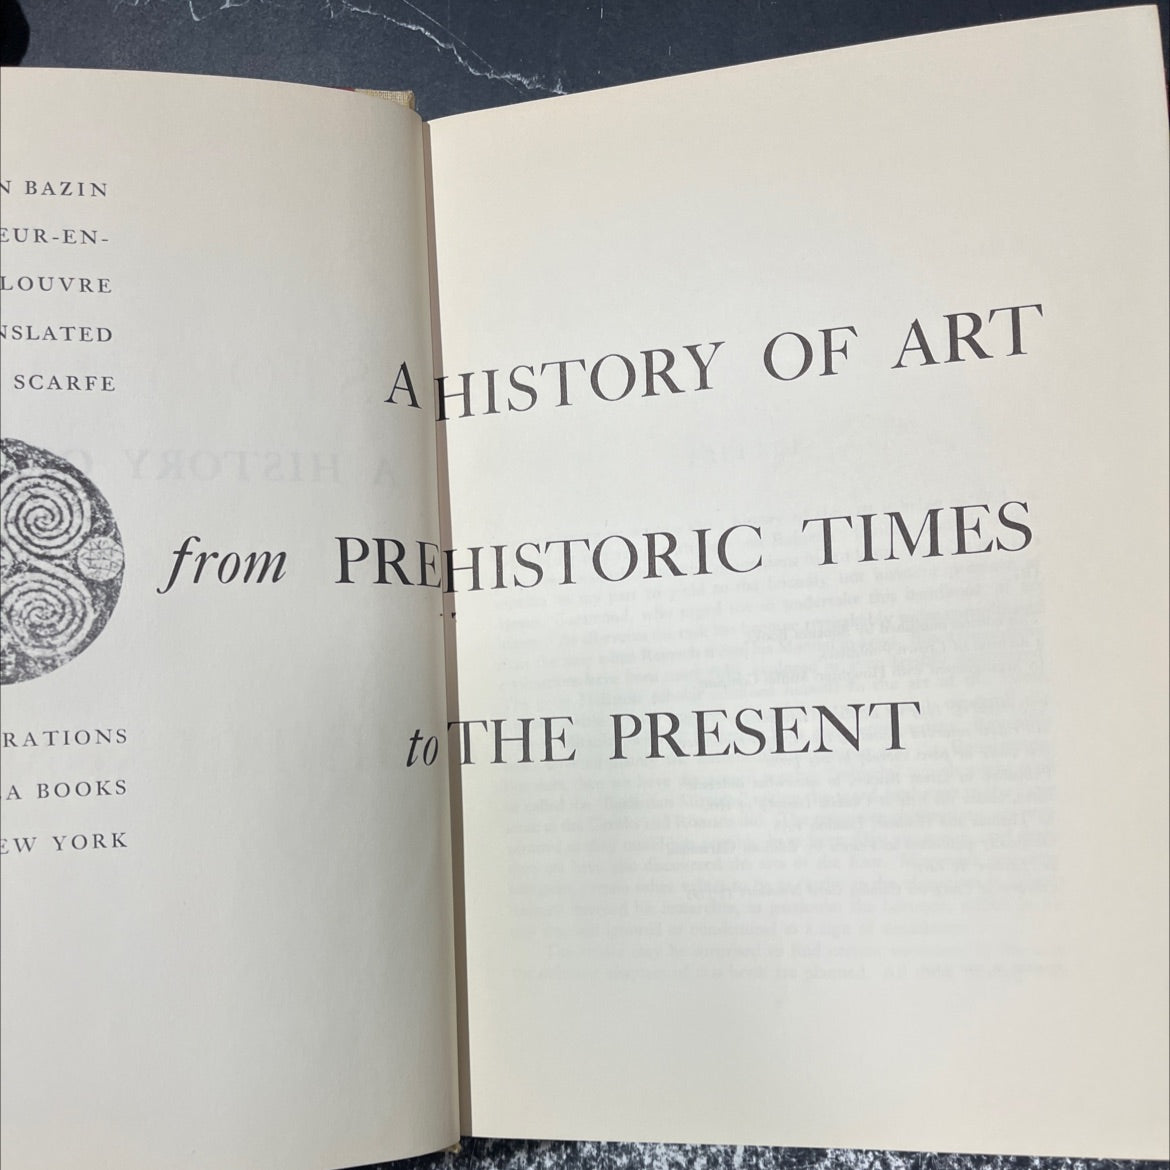 N BAZIN
EUR-EN-
LOUVRE
NSLATED
SCARFE
A HISTORY OF ART
from PREHISTORIC TIMES
to THE PRESENT
RATIONS
A BOOKS
EW YORK
A HISTORY